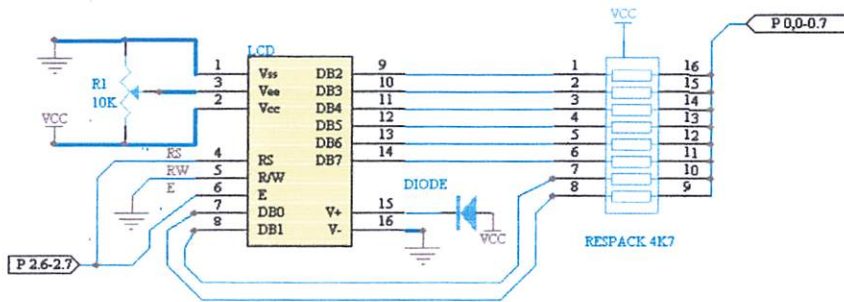 VCC
P 0,0-0.7
LCD
1 Vss DB2 9 1 16
3 Vee DB3 10 2 15
2 Vcc DB4 11 3 14
DB5 12 4 13
DB6 13 5 12
DB7 14 6 11
R1
10K
VCC
RS 4 RS
RW 5 R/W
E 6 E
7 DB0 V+ 15
8 DB1 V- 16
7 10
8 9
DIODE
VCC
RESPACK 4K7
P 2.6-2.7